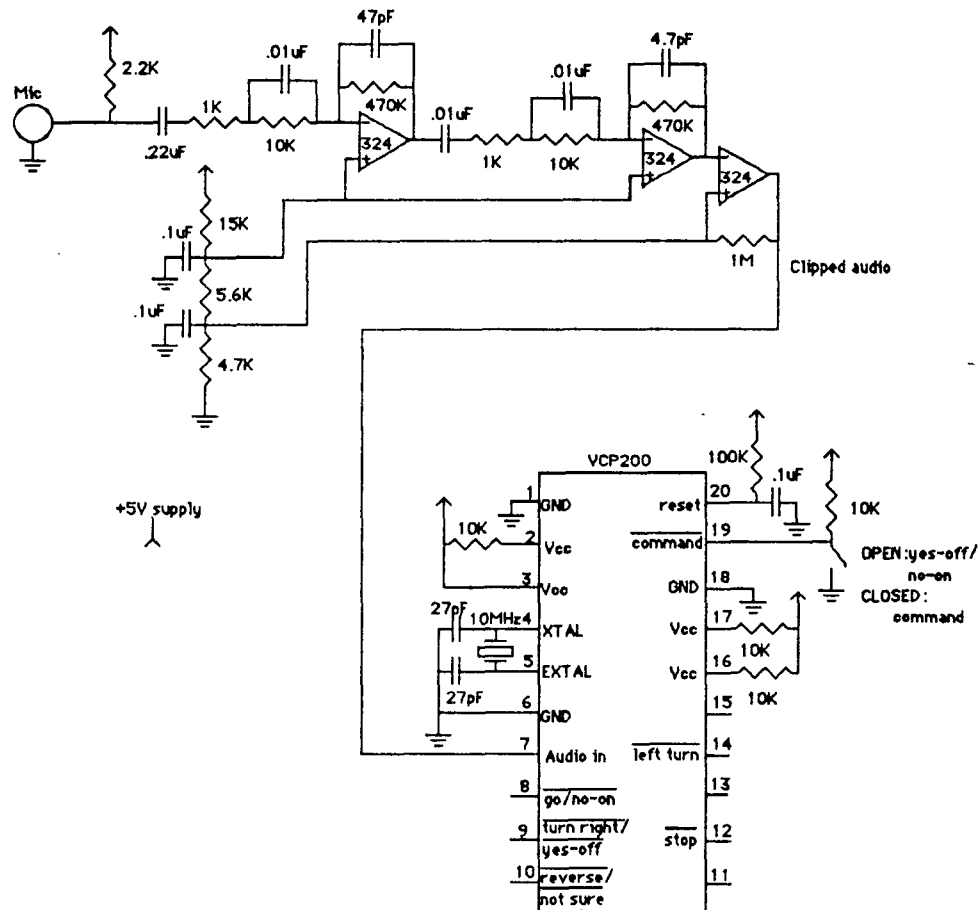 47pF
4.7pF
2.2K
.01uF
.01uF
Mic
1K
470K
.01uF
470K
.22uF
10K
324
1K
10K
324
324
15K
.1uF
1M
Clipped audio
5.6K
.1uF
4.7K
VCP200
100K
.1uF
1
GND
reset
20
10K
+5V supply
10K
2
Vcc
command
19
OPEN:yes-off/
no-on
CLOSED:
command
3
Vcc
GND
18
27pF
10MHz
4
XTAL
Vcc
17
10K
5
EXTAL
Vcc
16
27pF
10K
6
GND
15
7
Audio in
left turn
14
8
go/no-on
13
9
turn right/
yes-off
stop
12
10
reverse/
not sure
11